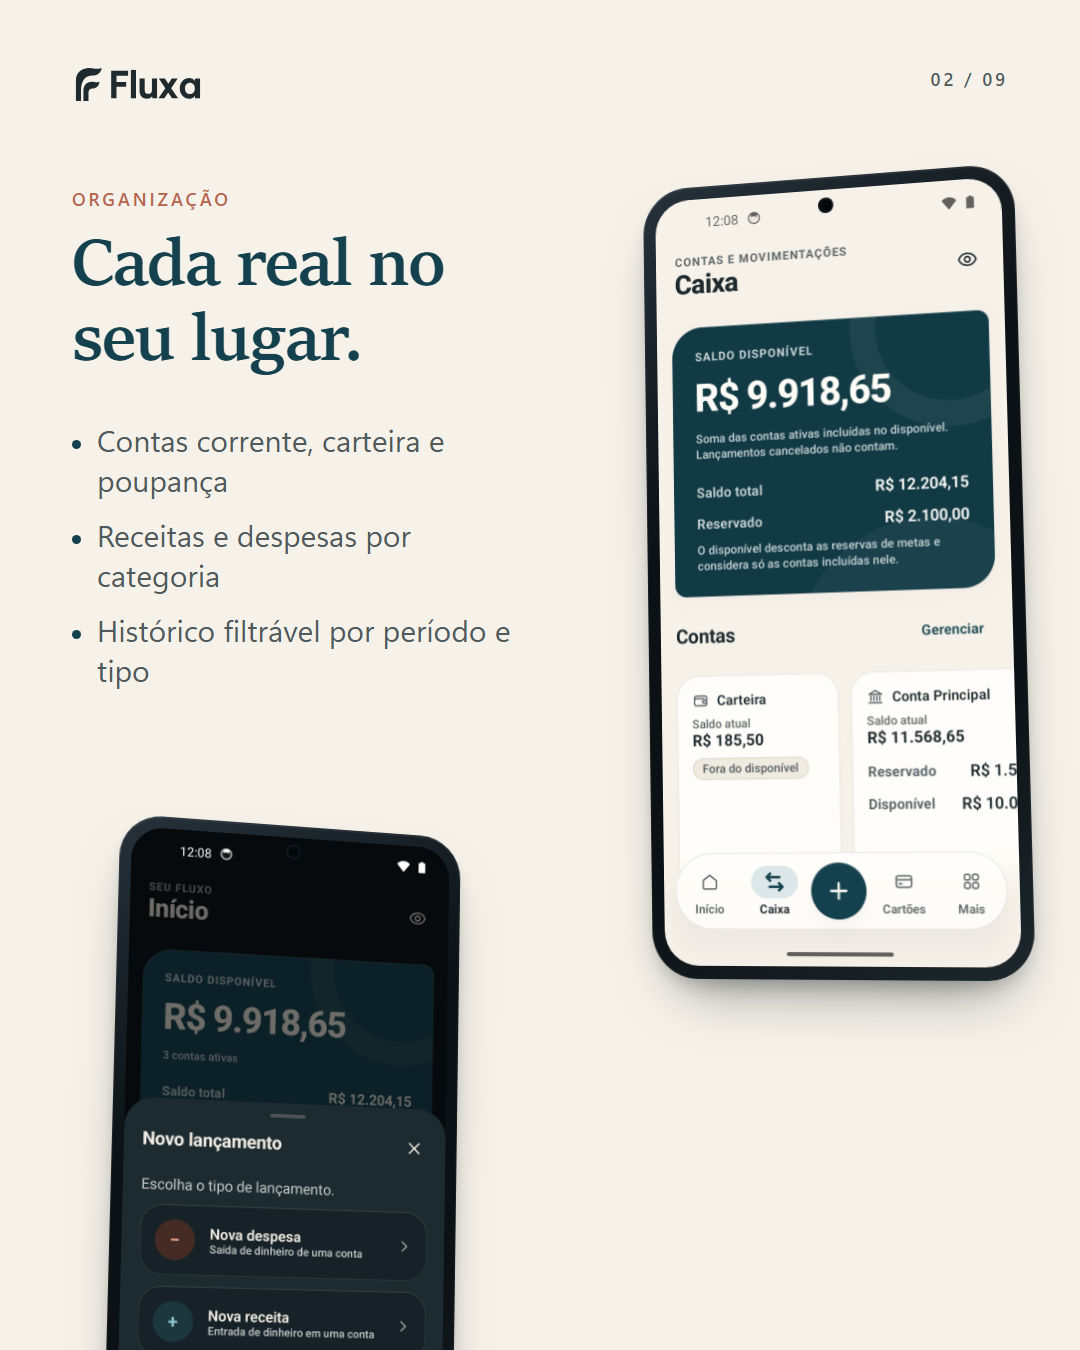 Fluxa
02 / 09
ORGANIZAÇÃO
Cada real no
seu lugar.
Contas corrente, carteira e
poupança
Receitas e despesas por
categoria
Histórico filtrável por período e
tipo
12:08
CONTAS E MOVIMENTAÇÕES
Caixa
SALDO DISPONÍVEL
R$ 9.918,65
Soma das contas ativas incluídas no disponível.
Lançamentos cancelados não contam.
Saldo total R$ 12.204,15
Reservado R$ 2.100,00
O disponível desconta as reservas de metas e
considera só as contas incluídas nele.
Contas Gerenciar
Carteira
Saldo atual
R$ 185,50
Fora do disponível
Conta Principal
Saldo atual
R$ 11.568,65
Reservado R$ 1.5
Disponível R$ 10.0
Início Caixa Cartões Mais
12:08
SEU FLUXO
Início
SALDO DISPONÍVEL
R$ 9.918,65
3 contas ativas
Saldo total R$ 12.204,15
Novo lançamento
Escolha o tipo de lançamento.
Nova despesa
Saída de dinheiro de uma conta
Nova receita
Entrada de dinheiro em uma conta